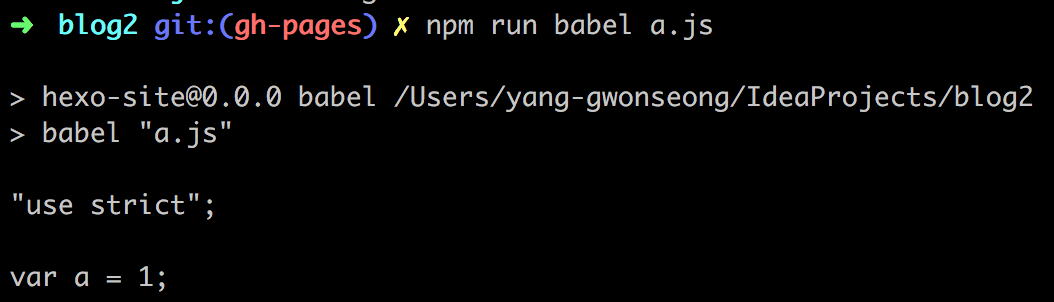 ➜ blog2 git:(gh-pages) ✗ npm run babel a.js
> hexo-site@0.0.0 babel /Users/yang-gwonseong/IdeaProjects/blog2
> babel "a.js"
"use strict";
var a = 1;